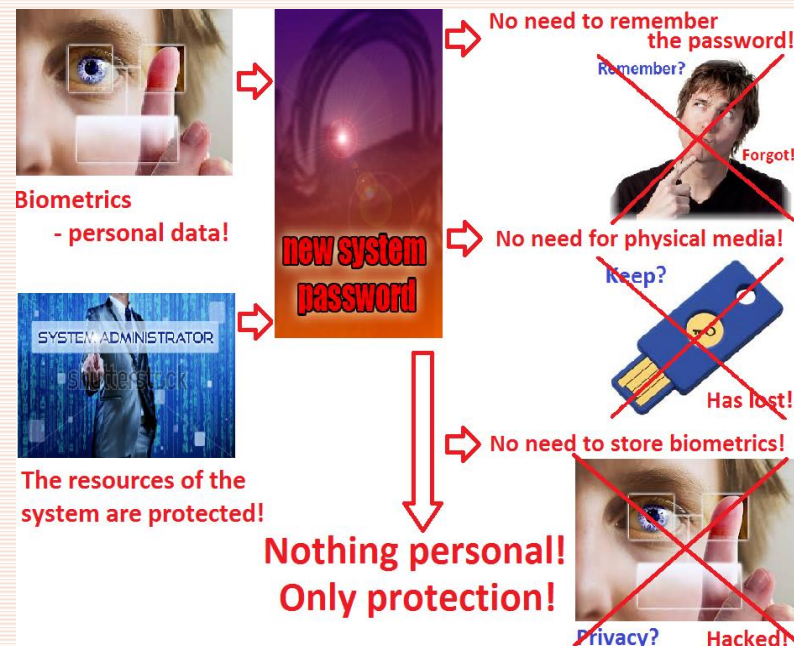 No need to remember
the password!
Remember?
Forgot!
Biometrics
- personal data!
new system
password
No need for physical media!
Keep?
Has lost!
SYSTEM ADMINISTRATOR
shutterstock
The resources of the
system are protected!
No need to store biometrics!
Privacy?
Hacked!
Nothing personal!
Only protection!